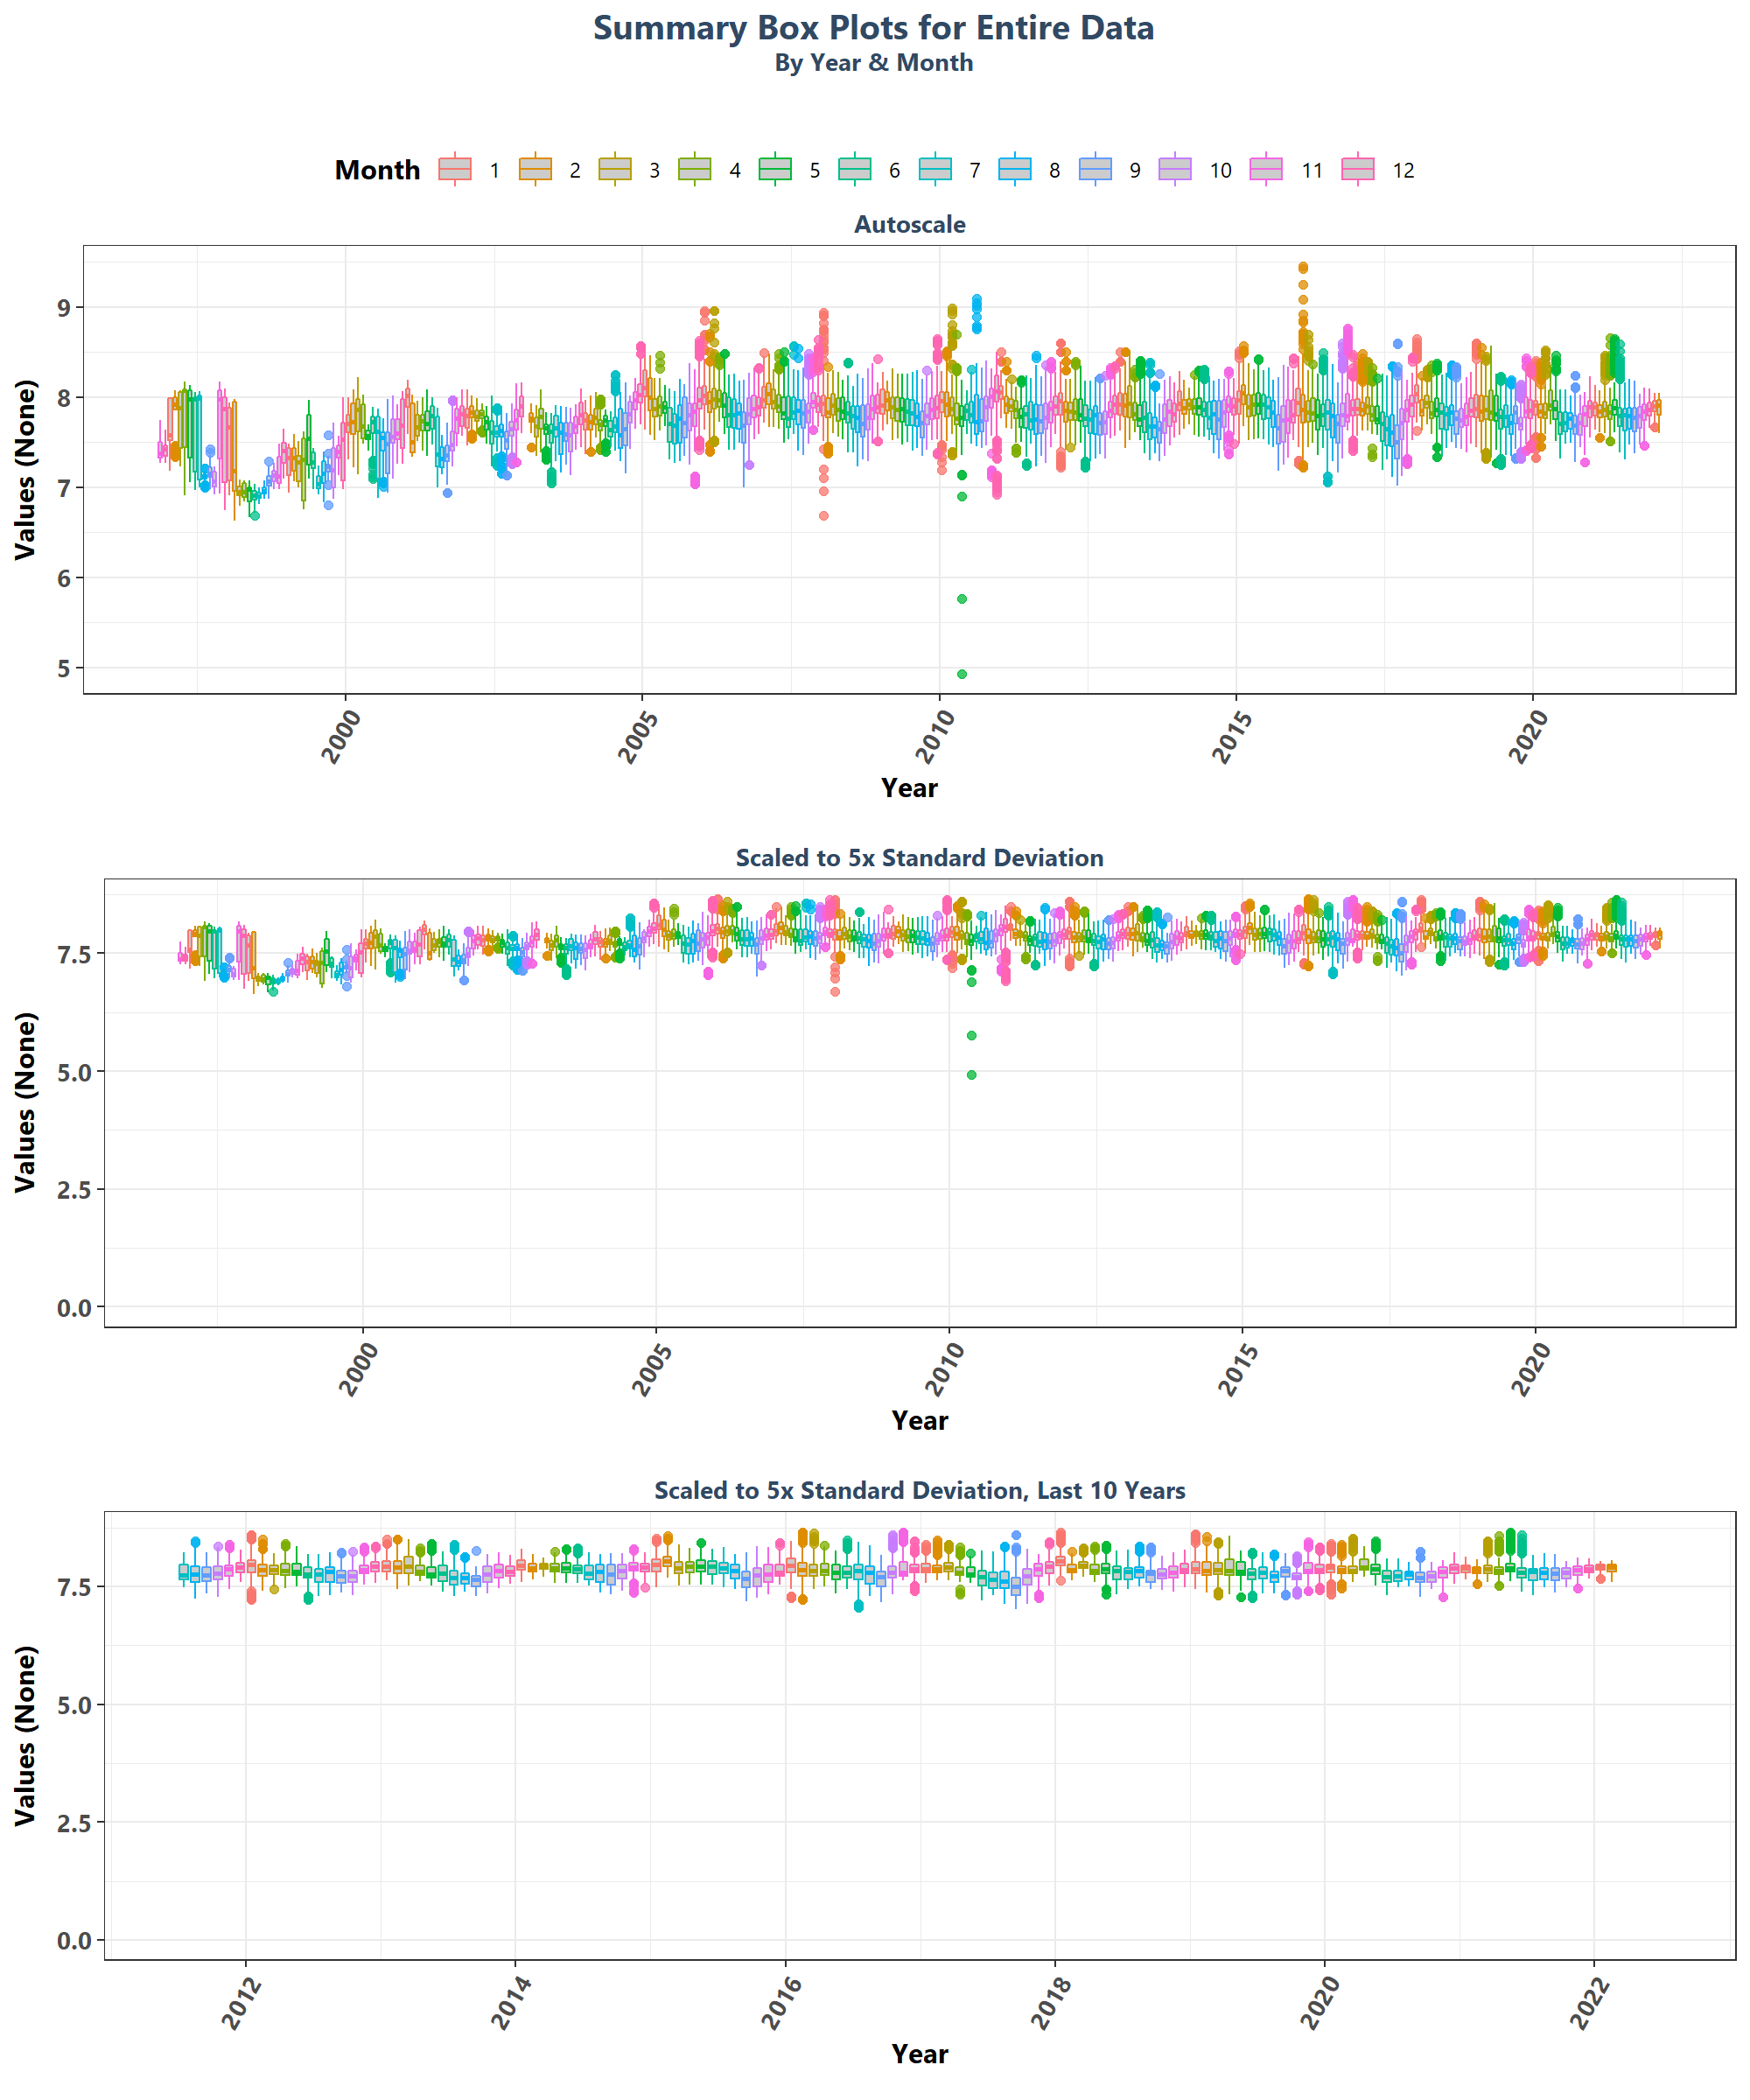 Summary Box Plots for Entire Data
By Year & Month
Month 1 2 3 4 5 6 7 8 9 10 11 12
Autoscale
Values (None)
9
8
7
6
5
2000 2005 2010 2015 2020
Year
Scaled to 5x Standard Deviation
Values (None)
7.5
5.0
2.5
0.0
2000 2005 2010 2015 2020
Year
Scaled to 5x Standard Deviation, Last 10 Years
Values (None)
7.5
5.0
2.5
0.0
2012 2014 2016 2018 2020 2022
Year